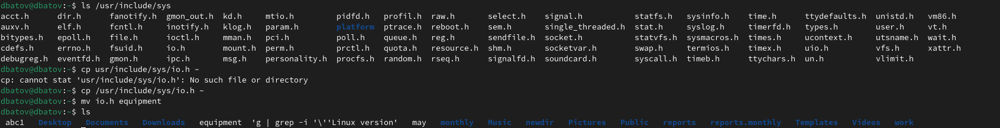 dbatov@dbatov:~$ ls /usr/include/sys
acct.h dir.h fanotify.h gmon_out.h kd.h mtio.h pidfd.h profil.h raw.h select.h signal.h statfs.h sysinfo.h time.h ttydefaults.h unistd.h vm86.h
auxv.h elf.h fcntl.h inotify.h klog.h param.h platform ptrace.h reboot.h sem.h single_threaded.h stat.h syslog.h timerfd.h types.h user.h vt.h
bitypes.h epoll.h file.h ioctl.h mman.h pci.h poll.h queue.h reg.h sendfile.h socket.h statvfs.h sysmacros.h times.h ucontext.h utsname.h wait.h
cdefs.h errno.h fsuid.h io.h mount.h perm.h prctl.h quota.h resource.h shm.h socketvar.h swap.h termios.h timex.h uio.h vfs.h xattr.h
debugreg.h eventfd.h gmon.h ipc.h msg.h personality.h procfs.h random.h rseq.h signalfd.h soundcard.h syscall.h timeb.h ttychars.h un.h vlimit.h
dbatov@dbatov:~$ cp usr/include/sys/io.h ~
cp: cannot stat 'usr/include/sys/io.h': No such file or directory
dbatov@dbatov:~$ cp /usr/include/sys/io.h ~
dbatov@dbatov:~$ mv io.h equipment
dbatov@dbatov:~$ ls
abc1 Desktop Documents Downloads equipment 'g | grep -i '\''Linux version' may monthly Music newdir Pictures Public reports reports.monthly Templates Videos work